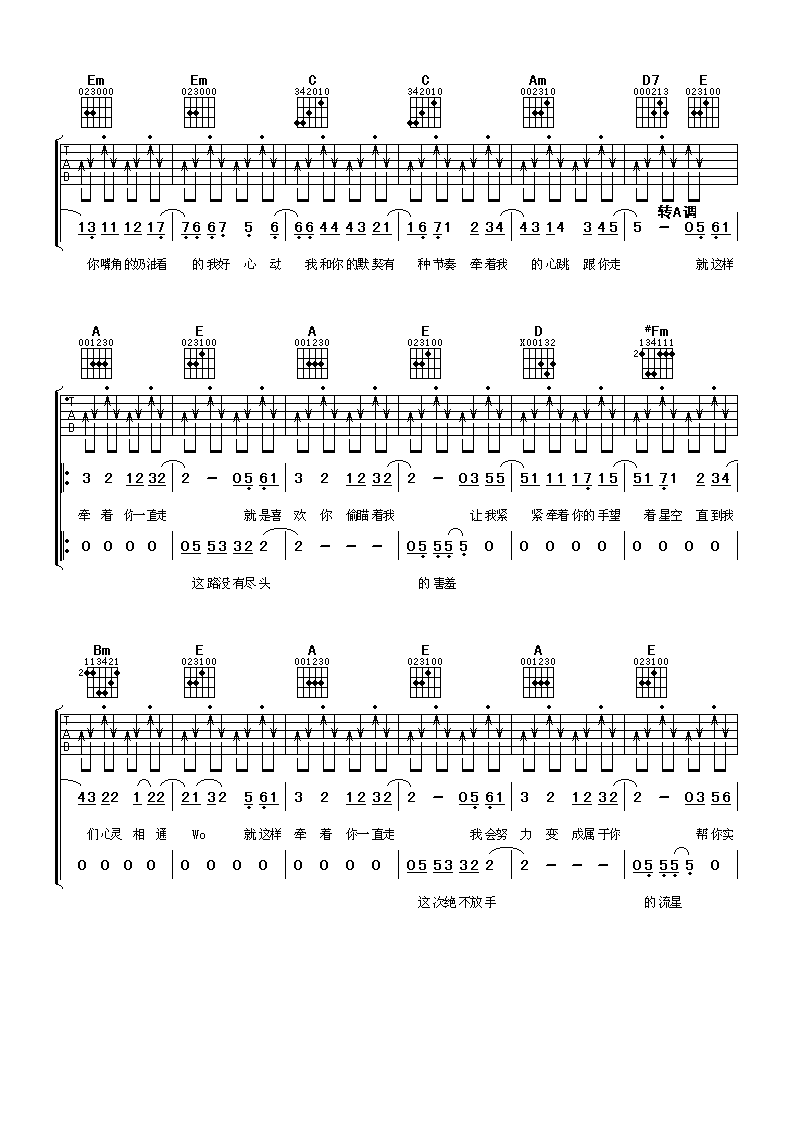 Em Em C C Am D7 E
023000 023000 342010 342010 002310 000213 023100
T
A
B
转A调
13 11 12 17 76 67 5 6 66 44 43 21 16 71 2 34 43 14 3 45 5 - 05 61
你嘴角的奶油看 的我好 心 动 我和你的默契有 种节奏 牵着我 的心跳 跟你走 就这样
A E A E D #Fm
001230 023100 001230 023100 X00132 2 134111
T
A
B
3 2 12 32 2 - 05 61 3 2 12 32 2 - 03 55 51 11 17 15 51 71 2 34
牵 着 你一直走 就是喜 欢 你 偷瞄着我 让我紧 紧牵着你的手望 着星空 直到我
0 0 0 0 05 53 32 2 2 - - - 05 55 5 0 0 0 0 0 0 0 0 0
这路没有尽头 的害羞
Bm E A E A E
2 113421 023100 001230 023100 001230 023100
T
A
B
43 22 1 22 21 32 5 61 3 2 12 32 2 - 05 61 3 2 12 32 2 - 03 56
们心灵 相 通 Wo 就这样 牵 着 你一直走 我会努 力 变 成属于你 帮你实
0 0 0 0 0 0 0 0 0 0 0 0 05 53 32 2 2 - - - 05 55 5 0
这次绝不放手 的流星